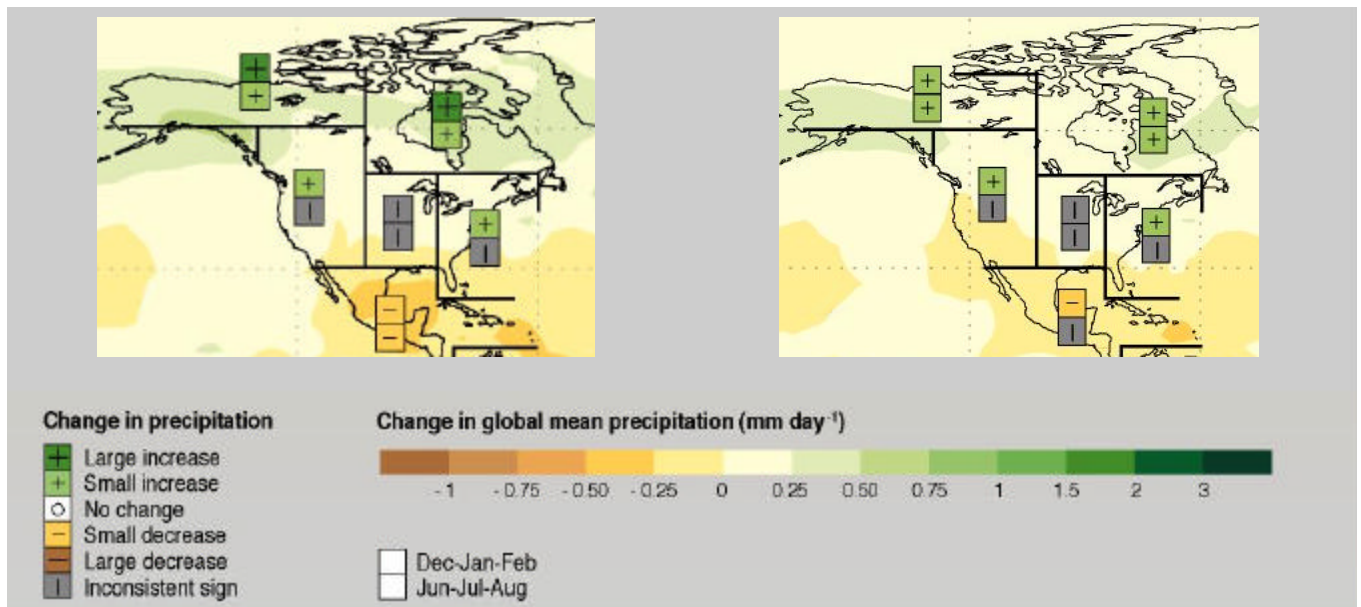 Change in precipitation
Large increase
Small increase
No change
Small decrease
Large decrease
Inconsistent sign
Change in global mean precipitation (mm day⁻¹)
- 1 - 0.75 - 0.50 - 0.25 0 0.25 0.50 0.75 1 1.5 2 3
Dec-Jan-Feb
Jun-Jul-Aug